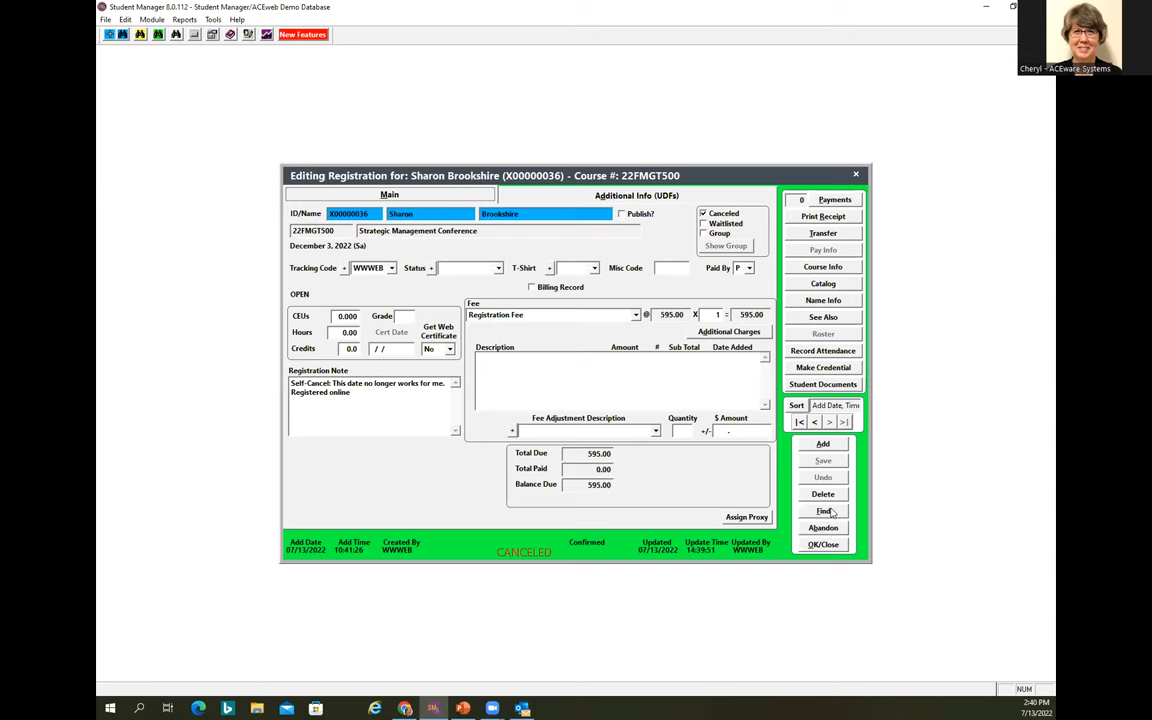 Student Manager 8.0.112 - Student Manager/ACEweb Demo Database
File Edit Module Reports Tools Help
New Features
Cheryl - ACEware Systems
Editing Registration for: Sharon Brookshire (X00000036) - Course #: 22FMGT500
Main Additional Info (UDFs)
ID/Name X00000036 Sharon Brookshire Publish?
Canceled
Waitlisted
Group
Show Group
22FMGT500 Strategic Management Conference
December 3, 2022 (Sa)
Tracking Code + WWWEB Status + T-Shirt + Misc Code Paid By P
Billing Record
OPEN
CEUs 0.000 Grade
Hours 0.00 Cert Date
Credits 0.0 / /
Get Web
Certificate
No
Fee
Registration Fee @ 595.00 X 1 = 595.00
Additional Charges
Description Amount # Sub Total Date Added
Registration Note
Self-Cancel: This date no longer works for me.
Registered online
Fee Adjustment Description Quantity $ Amount
+ +/- .
Total Due 595.00
Total Paid 0.00
Balance Due 595.00
Assign Proxy
Add Date Add Time Created By Confirmed Updated Update Time Updated By
07/13/2022 10:41:26 WWWEB CANCELED 07/13/2022 14:39:51 WWWEB
0 Payments
Print Receipt
Transfer
Pay Info
Course Info
Catalog
Name Info
See Also
Roster
Record Attendance
Make Credential
Student Documents
Sort Add Date, Time
|< < > >|
Add
Save
Undo
Delete
Find
Abandon
OK/Close
NUM
2:40 PM
7/13/2022